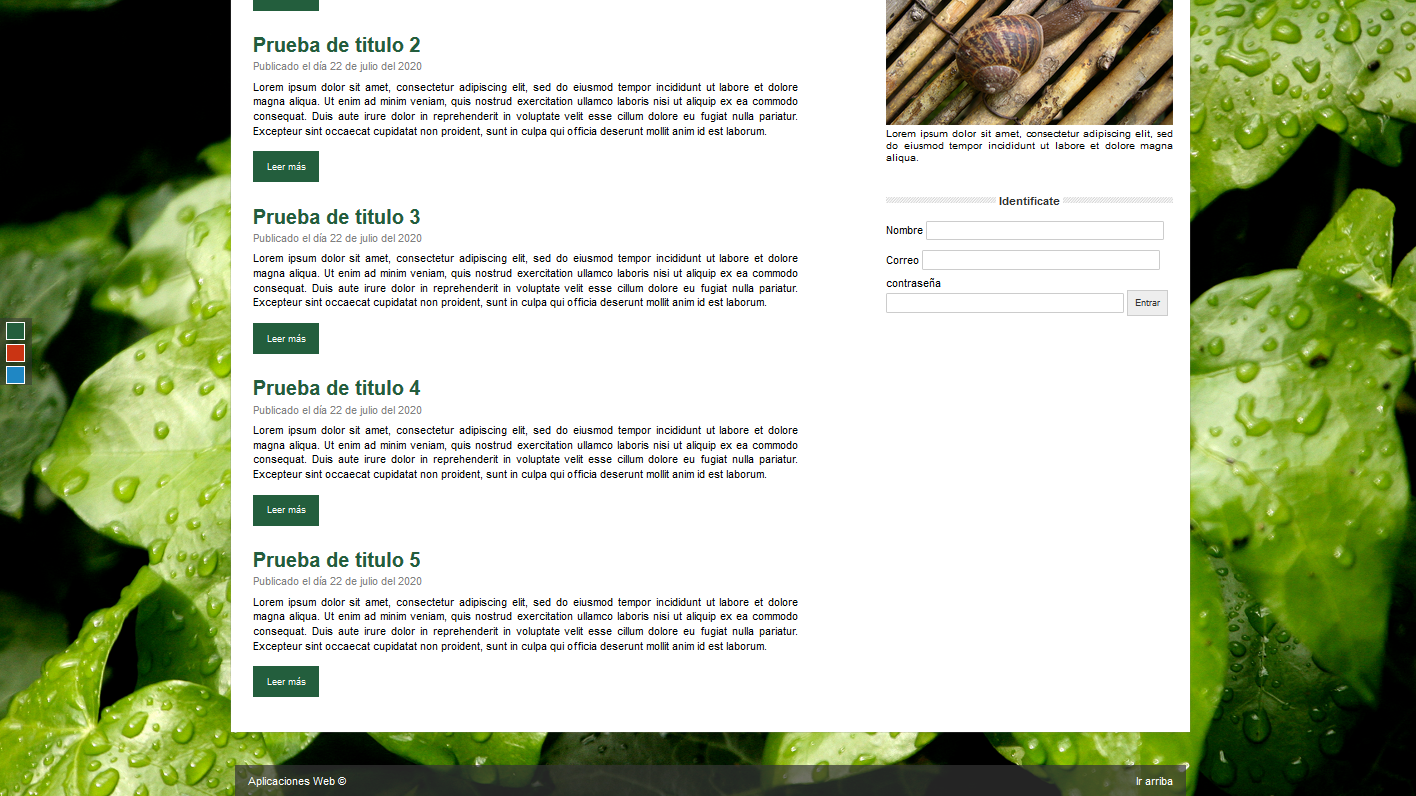 Prueba de titulo 2
Publicado el día 22 de julio del 2020
Lorem ipsum dolor sit amet, consectetur adipiscing elit, sed do eiusmod tempor incididunt ut labore et dolore
magna aliqua. Ut enim ad minim veniam, quis nostrud exercitation ullamco laboris nisi ut aliquip ex ea commodo
consequat. Duis aute irure dolor in reprehenderit in voluptate velit esse cillum dolore eu fugiat nulla pariatur.
Excepteur sint occaecat cupidatat non proident, sunt in culpa qui officia deserunt mollit anim id est laborum.
Leer más
Prueba de titulo 3
Publicado el día 22 de julio del 2020
Lorem ipsum dolor sit amet, consectetur adipiscing elit, sed do eiusmod tempor incididunt ut labore et dolore
magna aliqua. Ut enim ad minim veniam, quis nostrud exercitation ullamco laboris nisi ut aliquip ex ea commodo
consequat. Duis aute irure dolor in reprehenderit in voluptate velit esse cillum dolore eu fugiat nulla pariatur.
Excepteur sint occaecat cupidatat non proident, sunt in culpa qui officia deserunt mollit anim id est laborum.
Leer más
Prueba de titulo 4
Publicado el día 22 de julio del 2020
Lorem ipsum dolor sit amet, consectetur adipiscing elit, sed do eiusmod tempor incididunt ut labore et dolore
magna aliqua. Ut enim ad minim veniam, quis nostrud exercitation ullamco laboris nisi ut aliquip ex ea commodo
consequat. Duis aute irure dolor in reprehenderit in voluptate velit esse cillum dolore eu fugiat nulla pariatur.
Excepteur sint occaecat cupidatat non proident, sunt in culpa qui officia deserunt mollit anim id est laborum.
Leer más
Prueba de titulo 5
Publicado el día 22 de julio del 2020
Lorem ipsum dolor sit amet, consectetur adipiscing elit, sed do eiusmod tempor incididunt ut labore et dolore
magna aliqua. Ut enim ad minim veniam, quis nostrud exercitation ullamco laboris nisi ut aliquip ex ea commodo
consequat. Duis aute irure dolor in reprehenderit in voluptate velit esse cillum dolore eu fugiat nulla pariatur.
Excepteur sint occaecat cupidatat non proident, sunt in culpa qui officia deserunt mollit anim id est laborum.
Leer más
Lorem ipsum dolor sit amet, consectetur adipiscing elit, sed
do eiusmod tempor incididunt ut labore et dolore magna
aliqua.
Identificate
Nombre
Correo
contraseña
Entrar
Aplicaciones Web ©
Ir arriba